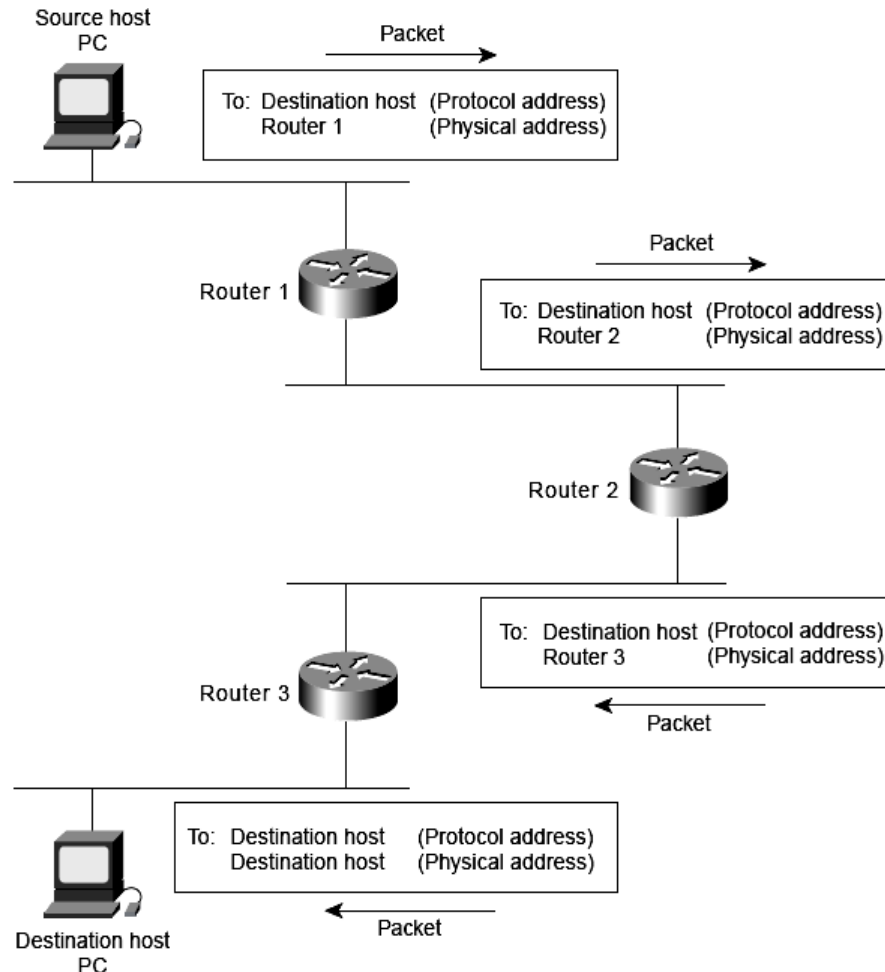 Source host
PC
Packet
To: Destination host (Protocol address)
Router 1 (Physical address)
Router 1
Packet
To: Destination host (Protocol address)
Router 2 (Physical address)
Router 2
To: Destination host (Protocol address)
Router 3 (Physical address)
Router 3
Packet
To: Destination host (Protocol address)
Destination host (Physical address)
Packet
Destination host
PC